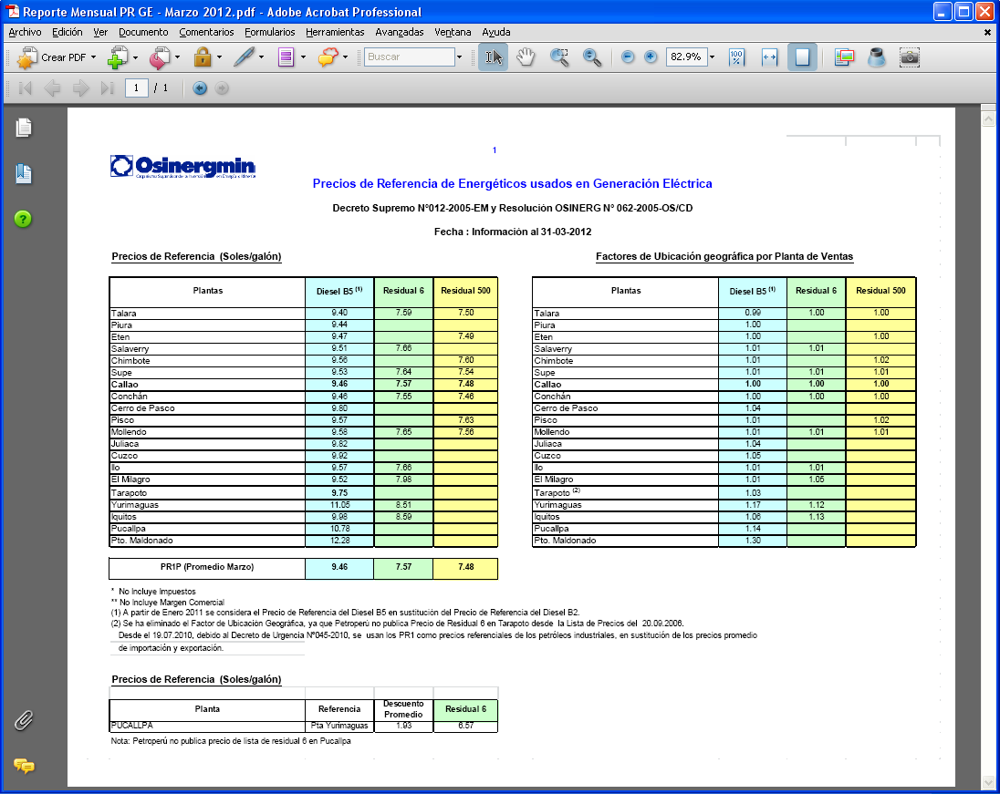 Reporte Mensual PR GE - Marzo 2012.pdf - Adobe Acrobat Professional
Archivo Edición Ver Documento Comentarios Formularios Herramientas Avanzadas Ventana Ayuda
Crear PDF Buscar 82.9%
1 / 1
1
Osinergmin
Precios de Referencia de Energéticos usados en Generación Eléctrica
Decreto Supremo N°012-2005-EM y Resolución OSINERG N° 062-2005-OS/CD
Fecha : Información al 31-03-2012
Precios de Referencia (Soles/galón)
Plantas Diesel B5 (1) Residual 6 Residual 500
Talara 9.40 7.59 7.50
Piura 9.44
Eten 9.47 7.49
Salaverry 9.51 7.66
Chimbote 9.56 7.60
Supe 9.53 7.64 7.54
Callao 9.46 7.57 7.48
Conchán 9.46 7.55 7.46
Cerro de Pasco 9.80
Pisco 9.57 7.63
Mollendo 9.58 7.65 7.56
Juliaca 9.82
Cuzco 9.92
Ilo 9.57 7.66
El Milagro 9.52 7.98
Tarapoto 9.75
Yurimaguas 11.05 8.51
Iquitos 9.98 8.59
Pucallpa 10.78
Pto. Maldonado 12.28
PR1P (Promedio Marzo) 9.46 7.57 7.48
Factores de Ubicación geográfica por Planta de Ventas
Plantas Diesel B5 (1) Residual 6 Residual 500
Talara 0.99 1.00 1.00
Piura 1.00
Eten 1.00 1.00
Salaverry 1.01 1.01
Chimbote 1.01 1.02
Supe 1.01 1.01 1.01
Callao 1.00 1.00 1.00
Conchán 1.00 1.00 1.00
Cerro de Pasco 1.04
Pisco 1.01 1.02
Mollendo 1.01 1.01 1.01
Juliaca 1.04
Cuzco 1.05
Ilo 1.01 1.01
El Milagro 1.01 1.05
Tarapoto (2) 1.03
Yurimaguas 1.17 1.12
Iquitos 1.06 1.13
Pucallpa 1.14
Pto. Maldonado 1.30
* No Incluye Impuestos
** No Incluye Margen Comercial
(1) A partir de Enero 2011 se considera el Precio de Referencia del Diesel B5 en sustitución del Precio de Referencia del Diesel B2.
(2) Se ha eliminado el Factor de Ubicación Geográfica, ya que Petroperú no publica Precio de Residual 6 en Tarapoto desde la Lista de Precios del 20.09.2006.
Desde el 19.07.2010, debido al Decreto de Urgencia N°045-2010, se usan los PR1 como precios referenciales de los petróleos industriales, en sustitución de los precios promedio
de importación y exportación.
Precios de Referencia (Soles/galón)
Planta Referencia Descuento Promedio Residual 6
PUCALLPA Pta Yurimaguas 1.93 6.57
Nota: Petroperú no publica precio de lista de residual 6 en Pucallpa